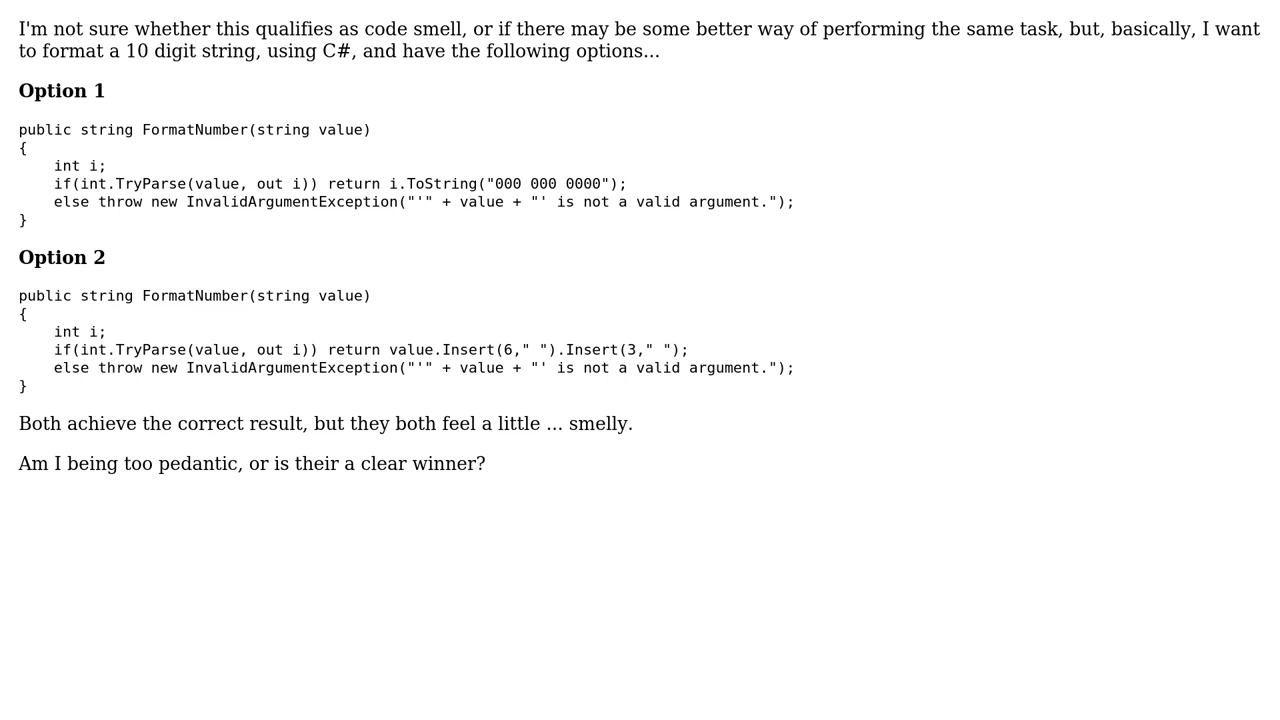 I'm not sure whether this qualifies as code smell, or if there may be some better way of performing the same task, but, basically, I want
to format a 10 digit string, using C#, and have the following options...
Option 1
public string FormatNumber(string value)
{
    int i;
    if(int.TryParse(value, out i)) return i.ToString("000 000 0000");
    else throw new InvalidArgumentException("'" + value + "' is not a valid argument.");
}
Option 2
public string FormatNumber(string value)
{
    int i;
    if(int.TryParse(value, out i)) return value.Insert(6," ").Insert(3," ");
    else throw new InvalidArgumentException("'" + value + "' is not a valid argument.");
}
Both achieve the correct result, but they both feel a little ... smelly.
Am I being too pedantic, or is their a clear winner?